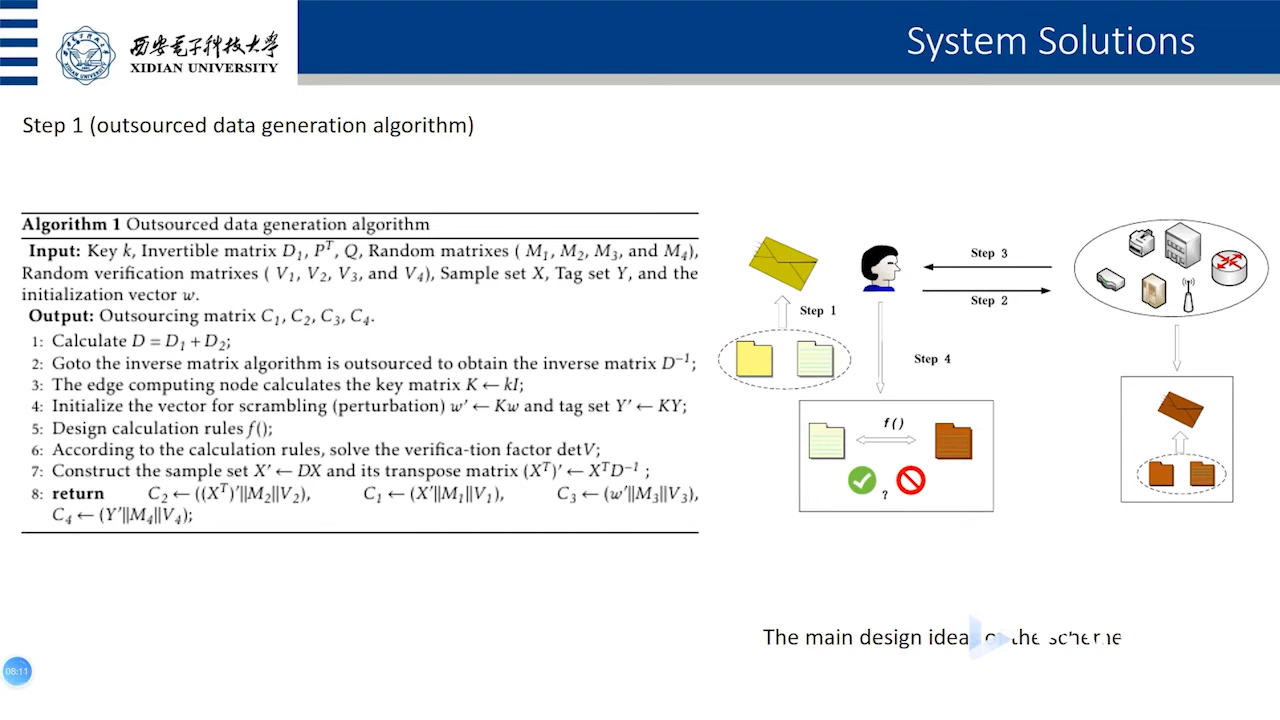 西安电子科技大学
XIDIAN UNIVERSITY
System Solutions
Step 1 (outsourced data generation algorithm)
Algorithm 1 Outsourced data generation algorithm
Input: Key k, Invertible matrix D₁, Pᵀ, Q, Random matrixes ( M₁, M₂, M₃, and M₄),
Random verification matrixes ( V₁, V₂, V₃, and V₄), Sample set X, Tag set Y, and the
initialization vector w.
Output: Outsourcing matrix C₁, C₂, C₃, C₄.
1: Calculate D = D₁ + D₂;
2: Goto the inverse matrix algorithm is outsourced to obtain the inverse matrix D⁻¹;
3: The edge computing node calculates the key matrix K ← kI;
4: Initialize the vector for scrambling (perturbation) w′ ← Kw and tag set Y′ ← KY;
5: Design calculation rules f();
6: According to the calculation rules, solve the verifica-tion factor detV;
7: Construct the sample set X′ ← DX and its transpose matrix (Xᵀ)′ ← XᵀD⁻¹ ;
8: return C₂ ← ((Xᵀ)′||M₂||V₂), C₁ ← (X′||M₁||V₁), C₃ ← (w′||M₃||V₃),
C₄ ← (Y′||M₄||V₄);
Step 3
Step 2
Step 1
Step 4
f()
?
The main design ideas of the scheme
08:11